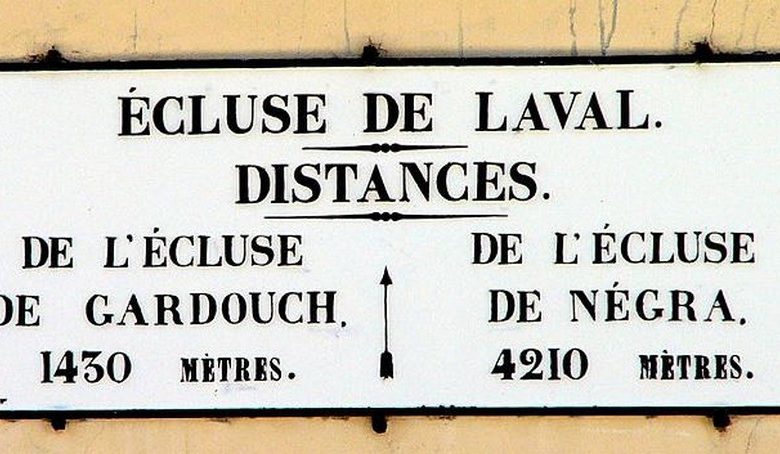 ÉCLUSE DE LAVAL.
DISTANCES.
DE L'ÉCLUSE
DE GARDOUCH.
1430 MÈTRES.
DE L'ÉCLUSE
DE NÉGRA.
4210 MÈTRES.